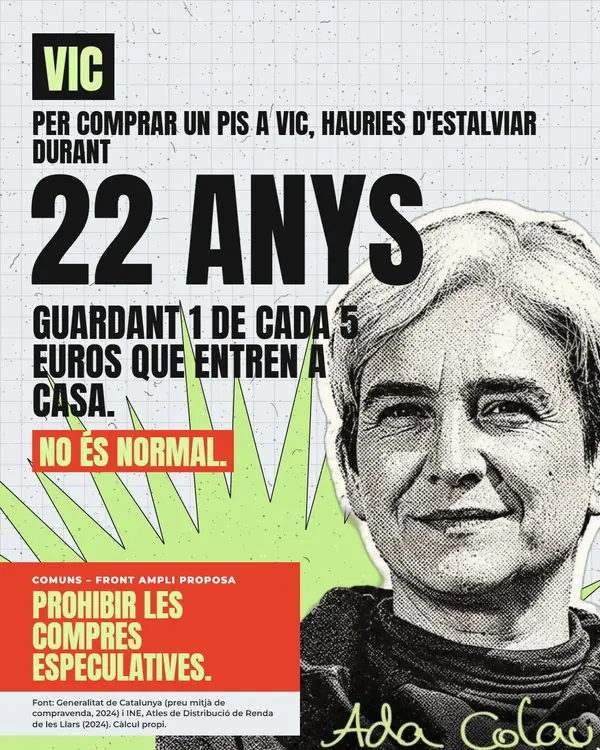 VIC
PER COMPRAR UN PIS A VIC, HAURIES D'ESTALVIAR
DURANT
22 ANYS
GUARDANT 1 DE CADA 5
EUROS QUE ENTREN A
CASA.
NO ÉS NORMAL.
COMUNS – FRONT AMPLI PROPOSA
PROHIBIR LES
COMPRES
ESPECULATIVES.
Font: Generalitat de Catalunya (preu mitjà de
compravenda, 2024) i INE, Atles de Distribució de Renda
de les Llars (2024). Càlcul propi.
Ada Colau